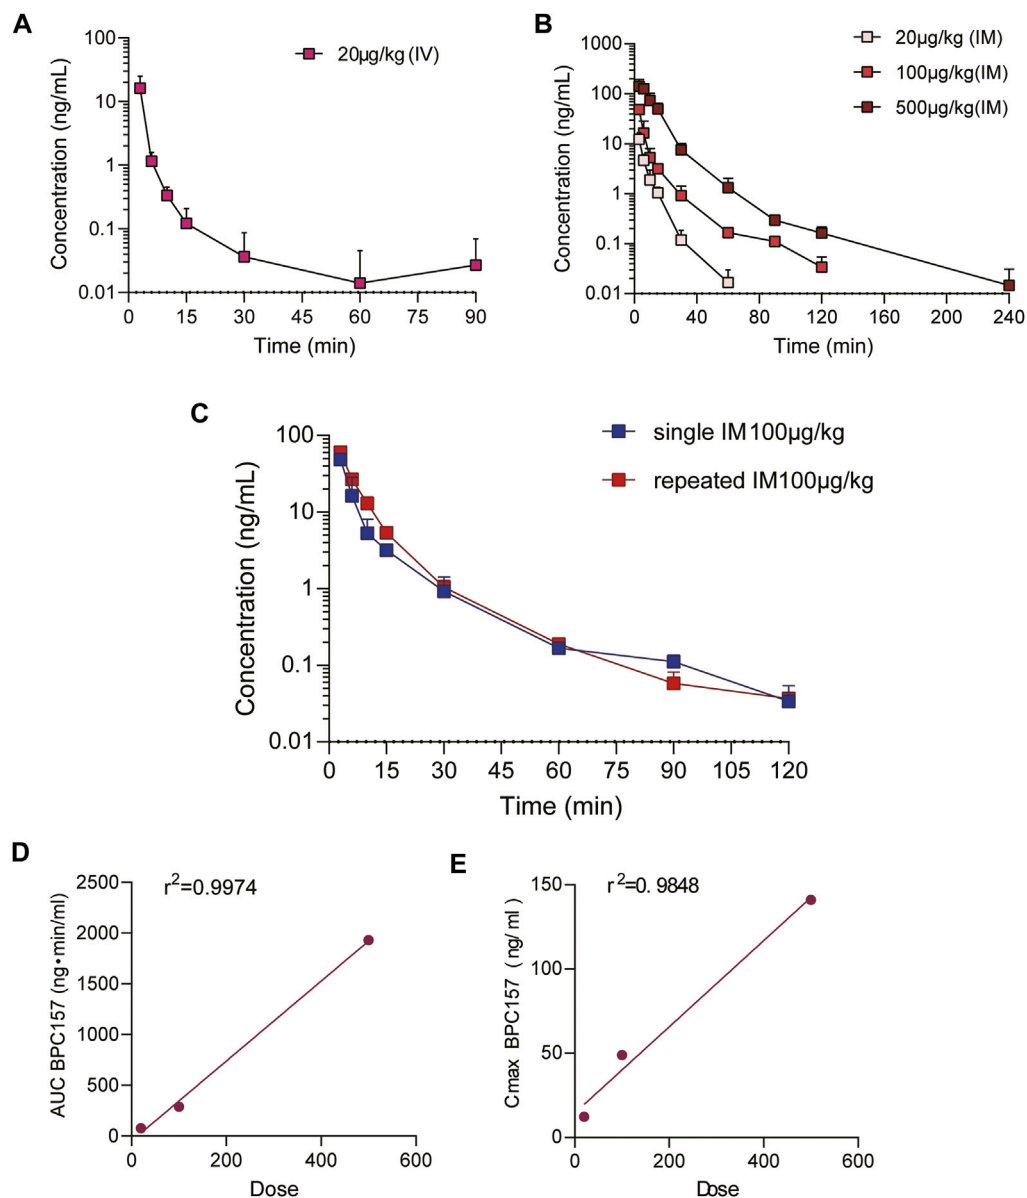 A
20µg/kg (IV)
Concentration (ng/mL)
100
10
1
0.1
0.01
0 15 30 45 60 75 90
Time (min)
B
20µg/kg (IM)
100µg/kg(IM)
500µg/kg(IM)
Concentration (ng/mL)
1000
100
10
1
0.1
0.01
0 40 80 120 160 200 240
Time (min)
C
single IM100µg/kg
repeated IM100µg/kg
Concentration (ng/mL)
100
10
1
0.1
0.01
0 15 30 45 60 75 90 105 120
Time (min)
D
r2=0.9974
AUC BPC157 (ng•min/ml)
2500
2000
1500
1000
500
0
0 200 400 600
Dose
E
r2=0. 9848
Cmax BPC157 ( ng/ ml )
150
100
50
0
0 200 400 600
Dose